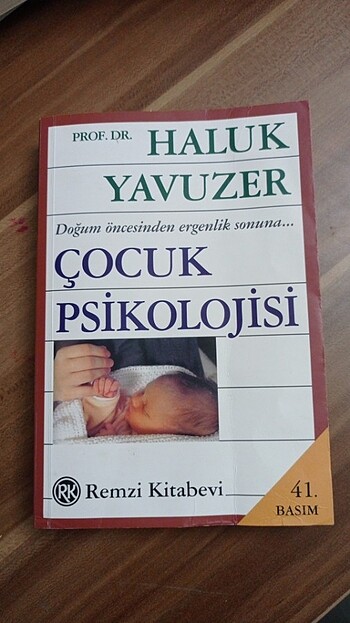 PROF. DR. HALUK
YAVUZER
Doğum öncesinden ergenlik sonuna...
ÇOCUK
PSİKOLOJİSİ
RK Remzi Kitabevi
41.
BASIM